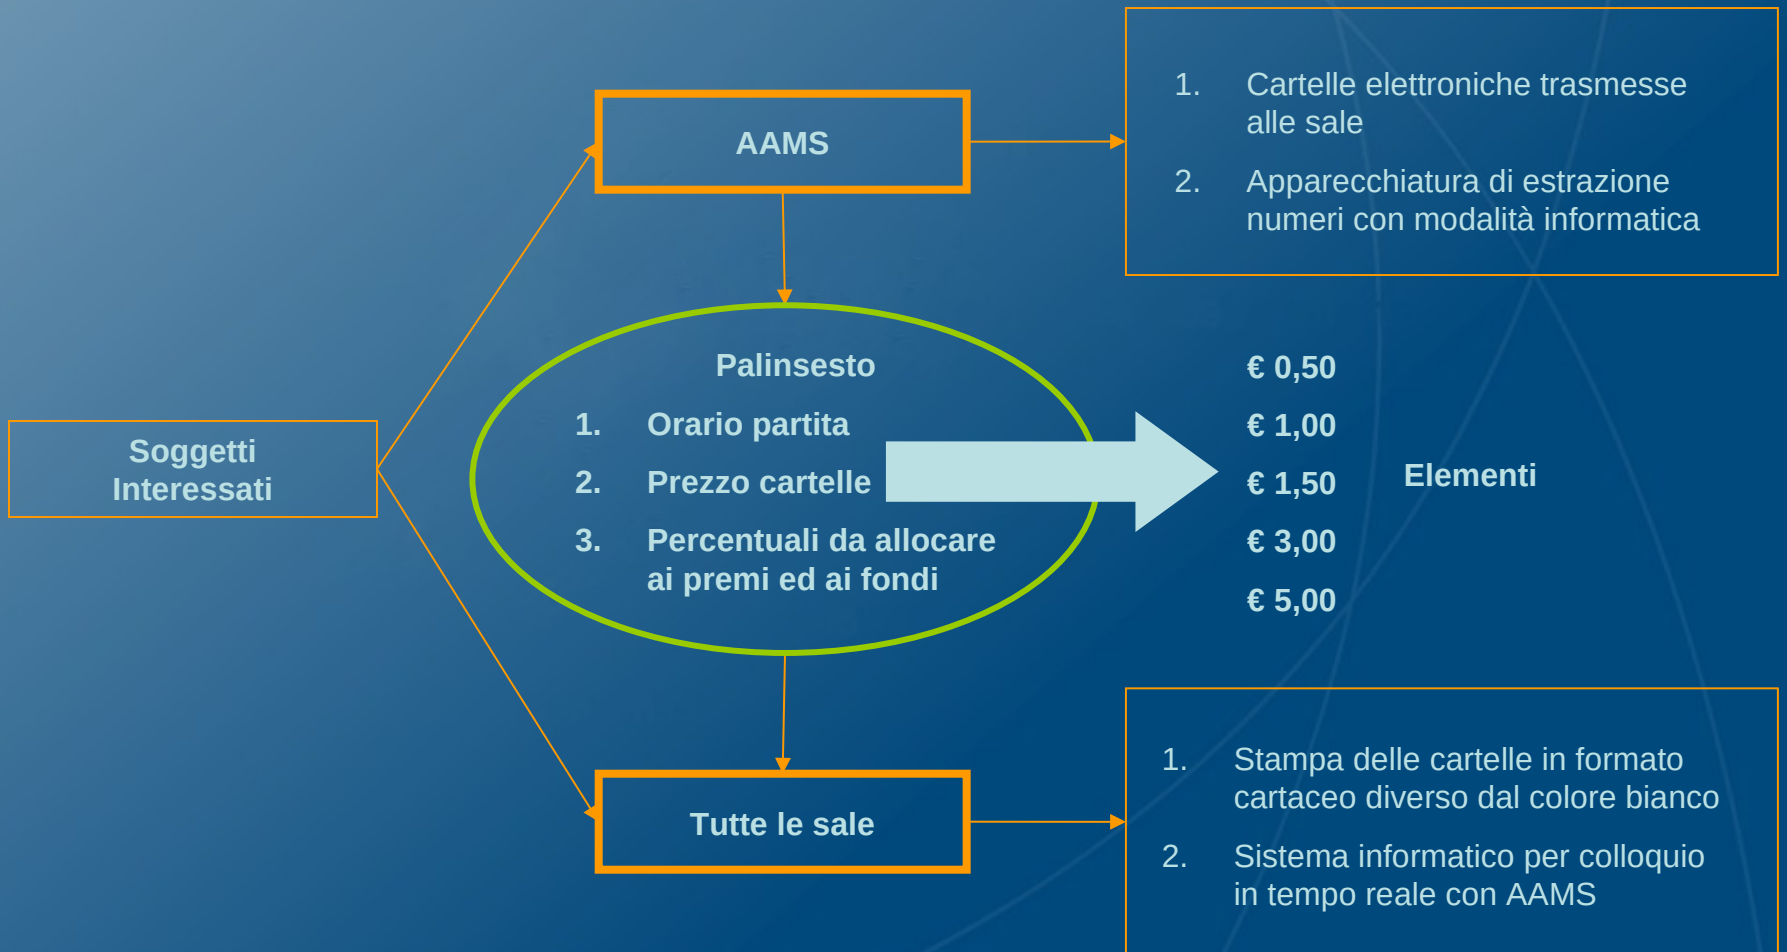 AAMS
1. Cartelle elettroniche trasmesse
alle sale
2. Apparecchiatura di estrazione
numeri con modalità informatica
Soggetti
Interessati
Palinsesto
1. Orario partita
2. Prezzo cartelle
3. Percentuali da allocare
ai premi ed ai fondi
€ 0,50
€ 1,00
€ 1,50
€ 3,00
€ 5,00
Elementi
Tutte le sale
1. Stampa delle cartelle in formato
cartaceo diverso dal colore bianco
2. Sistema informatico per colloquio
in tempo reale con AAMS